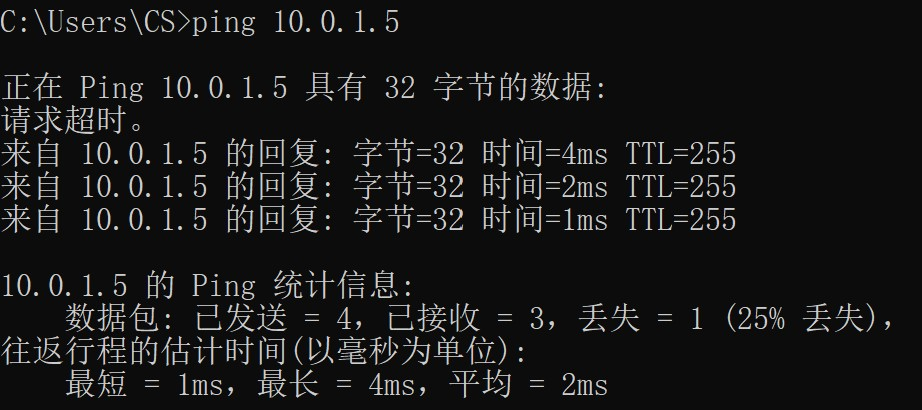 C:\Users\CS>ping 10.0.1.5
正在 Ping 10.0.1.5 具有 32 字节的数据:
请求超时。
来自 10.0.1.5 的回复: 字节=32 时间=4ms TTL=255
来自 10.0.1.5 的回复: 字节=32 时间=2ms TTL=255
来自 10.0.1.5 的回复: 字节=32 时间=1ms TTL=255
10.0.1.5 的 Ping 统计信息:
数据包: 已发送 = 4，已接收 = 3，丢失 = 1 (25% 丢失)，
往返行程的估计时间(以毫秒为单位):
最短 = 1ms，最长 = 4ms，平均 = 2ms